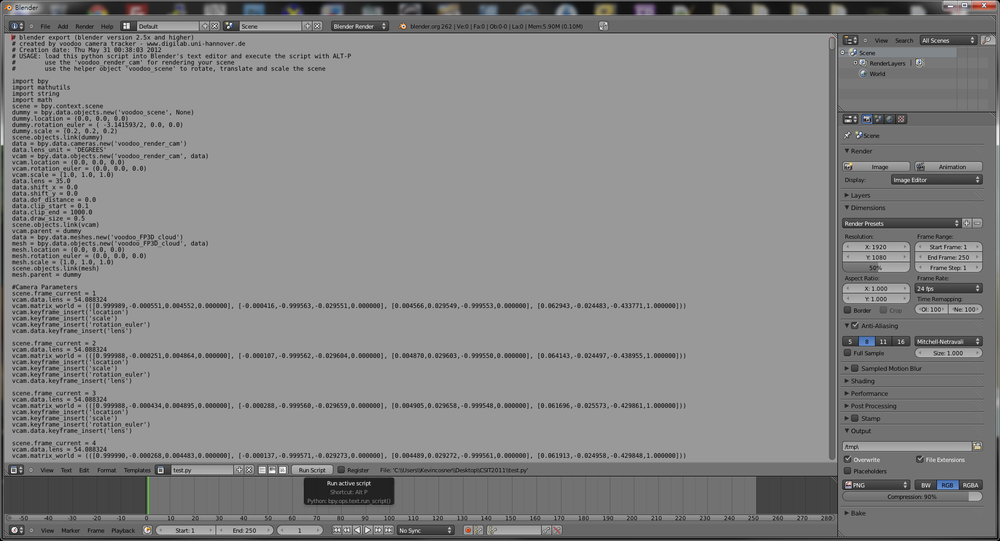 Blender
File Add Render Help Default Scene Blender Render blender.org 262 | Ve:0 | Fa:0 | Ob:0-0 | La:0 | Mem:5.90M (0.10M)
# blender export (blender version 2.5x and higher)
# created by voodoo camera tracker - www.digilab.uni-hannover.de
# Creation date: Thu May 31 00:38:03 2012
# USAGE: load this python script into Blender's text editor and execute the script with ALT-P
#        use the 'voodoo_render_cam' for rendering your scene
#        use the helper object 'voodoo_scene' to rotate, translate and scale the scene
import bpy
import mathutils
import string
import math
scene = bpy.context.scene
dummy = bpy.data.objects.new('voodoo_scene', None)
dummy.location = (0.0, 0.0, 0.0)
dummy.rotation_euler = ( -3.141593/2, 0.0, 0.0)
dummy.scale = (0.2, 0.2, 0.2)
scene.objects.link(dummy)
data = bpy.data.cameras.new('voodoo_render_cam')
data.lens_unit = 'DEGREES'
vcam = bpy.data.objects.new('voodoo_render_cam', data)
vcam.location = (0.0, 0.0, 0.0)
vcam.rotation_euler = (0.0, 0.0, 0.0)
vcam.scale = (1.0, 1.0, 1.0)
data.lens = 35.0
data.shift_x = 0.0
data.shift_y = 0.0
data.dof_distance = 0.0
data.clip_start = 0.1
data.clip_end = 1000.0
data.draw_size = 0.5
scene.objects.link(vcam)
vcam.parent = dummy
data = bpy.data.meshes.new('voodoo_FP3D_cloud')
mesh = bpy.data.objects.new('voodoo_FP3D_cloud', data)
mesh.location = (0.0, 0.0, 0.0)
mesh.rotation_euler = (0.0, 0.0, 0.0)
mesh.scale = (1.0, 1.0, 1.0)
scene.objects.link(mesh)
mesh.parent = dummy
#Camera Parameters
scene.frame_current = 1
vcam.data.lens = 54.088324
vcam.matrix_world = (([0.999989,-0.000551,0.004552,0.000000], [-0.000416,-0.999563,-0.029551,0.000000], [0.004566,0.029549,-0.999553,0.000000], [0.062943,-0.024483,-0.433771,1.000000]))
vcam.keyframe_insert('location')
vcam.keyframe_insert('scale')
vcam.keyframe_insert('rotation_euler')
vcam.data.keyframe_insert('lens')
scene.frame_current = 2
vcam.data.lens = 54.088324
vcam.matrix_world = (([0.999988,-0.000251,0.004864,0.000000], [-0.000107,-0.999562,-0.029604,0.000000], [0.004870,0.029603,-0.999550,0.000000], [0.064143,-0.024497,-0.438955,1.000000]))
vcam.keyframe_insert('location')
vcam.keyframe_insert('scale')
vcam.keyframe_insert('rotation_euler')
vcam.data.keyframe_insert('lens')
scene.frame_current = 3
vcam.data.lens = 54.088324
vcam.matrix_world = (([0.999988,-0.000434,0.004895,0.000000], [-0.000288,-0.999560,-0.029659,0.000000], [0.004905,0.029658,-0.999548,0.000000], [0.061696,-0.025573,-0.429861,1.000000]))
vcam.keyframe_insert('location')
vcam.keyframe_insert('scale')
vcam.keyframe_insert('rotation_euler')
vcam.data.keyframe_insert('lens')
scene.frame_current = 4
vcam.data.lens = 54.088324
vcam.matrix_world = (([0.999990,-0.000268,0.004483,0.000000], [-0.000137,-0.999571,-0.029273,0.000000], [0.004489,0.029272,-0.999561,0.000000], [0.061913,-0.024958,-0.429848,1.000000]))
View Text Edit Format Templates test.py Run Script Register File: 'C:\\Users\\Kevincosner\\Desktop\\CSIT2011\\test.py'
Run active script
Shortcut: Alt P
Python: bpy.ops.text.run_script()
-50 -40 -30 -20 -10 0 10 20 30 40 50 60 70 80 90 100 110 120 130 140 150 160 170 180 190 200 210 220 230 240 250 260 270 280
View Marker Frame Playback Start: 1 End: 250 1 No Sync
View Search All Scenes
Scene
RenderLayers |
World
Scene
Render
Image Animation
Display: Image Editor
Layers
Dimensions
Render Presets
Resolution: Frame Range:
X: 1920 Start Frame: 1
Y: 1080 End Frame: 250
50% Frame Step: 1
Aspect Ratio: Frame Rate:
X: 1.000 24 fps
Y: 1.000 Time Remapping:
Border Crop Ol: 100 Ne: 100
Anti-Aliasing
5 8 11 16 Mitchell-Netravali
Full Sample Size: 1.000
Sampled Motion Blur
Shading
Performance
Post Processing
Stamp
Output
/tmp\
Overwrite File Extensions
Placeholders
PNG BW RGB RGBA
Compression: 90%
Bake